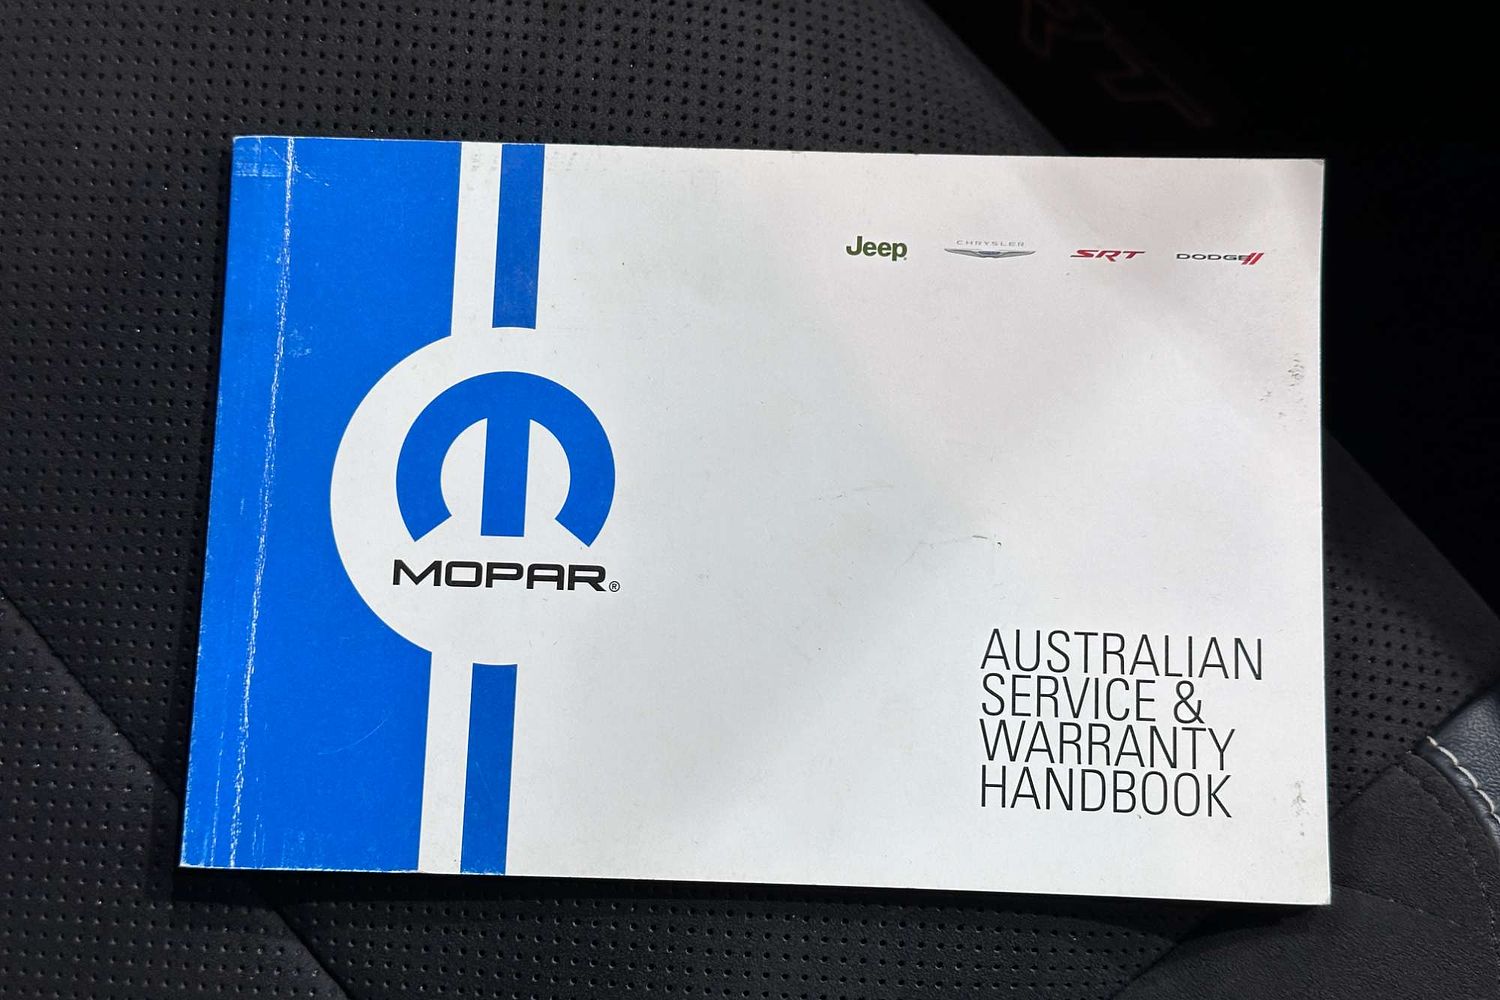 Jeep
CHRYSLER
SRT
DODGE
MOPAR®
AUSTRALIAN
SERVICE &
WARRANTY
HANDBOOK